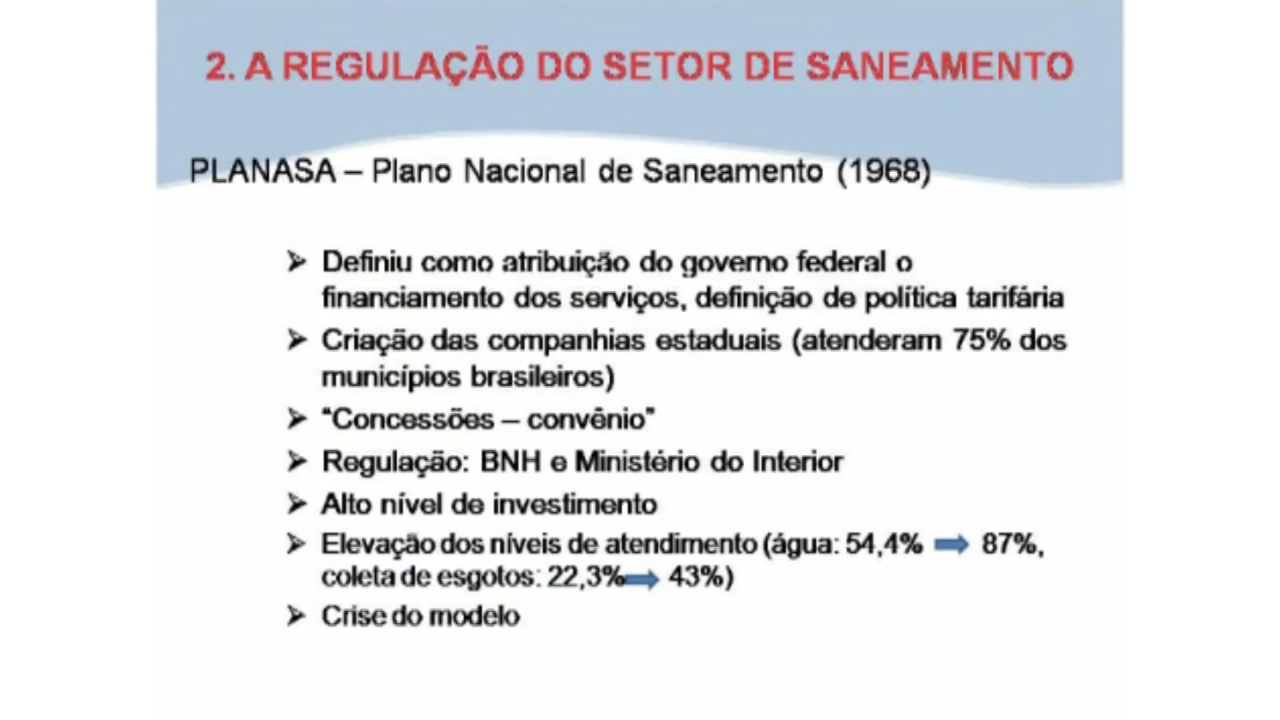 2. A REGULAÇÃO DO SETOR DE SANEAMENTO
PLANASA – Plano Nacional de Saneamento (1968)
➢ Definiu como atribuição do governo federal o
financiamento dos serviços, definição de política tarifária
➢ Criação das companhias estaduais (atenderam 75% dos
municípios brasileiros)
➢ "Concessões – convênio"
➢ Regulação: BNH e Ministério do Interior
➢ Alto nível de investimento
➢ Elevação dos níveis de atendimento (água: 54,4% ➡ 87%,
coleta de esgotos: 22,3% ➡ 43%)
➢ Crise do modelo